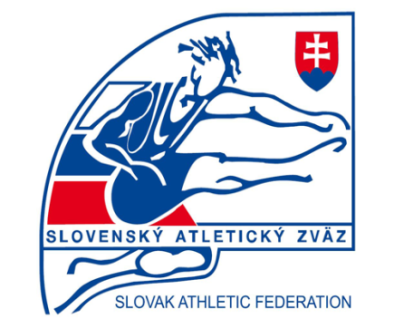 SLOVENSKÝ ATLETICKÝ ZVÄZ
SLOVAK ATHLETIC FEDERATION